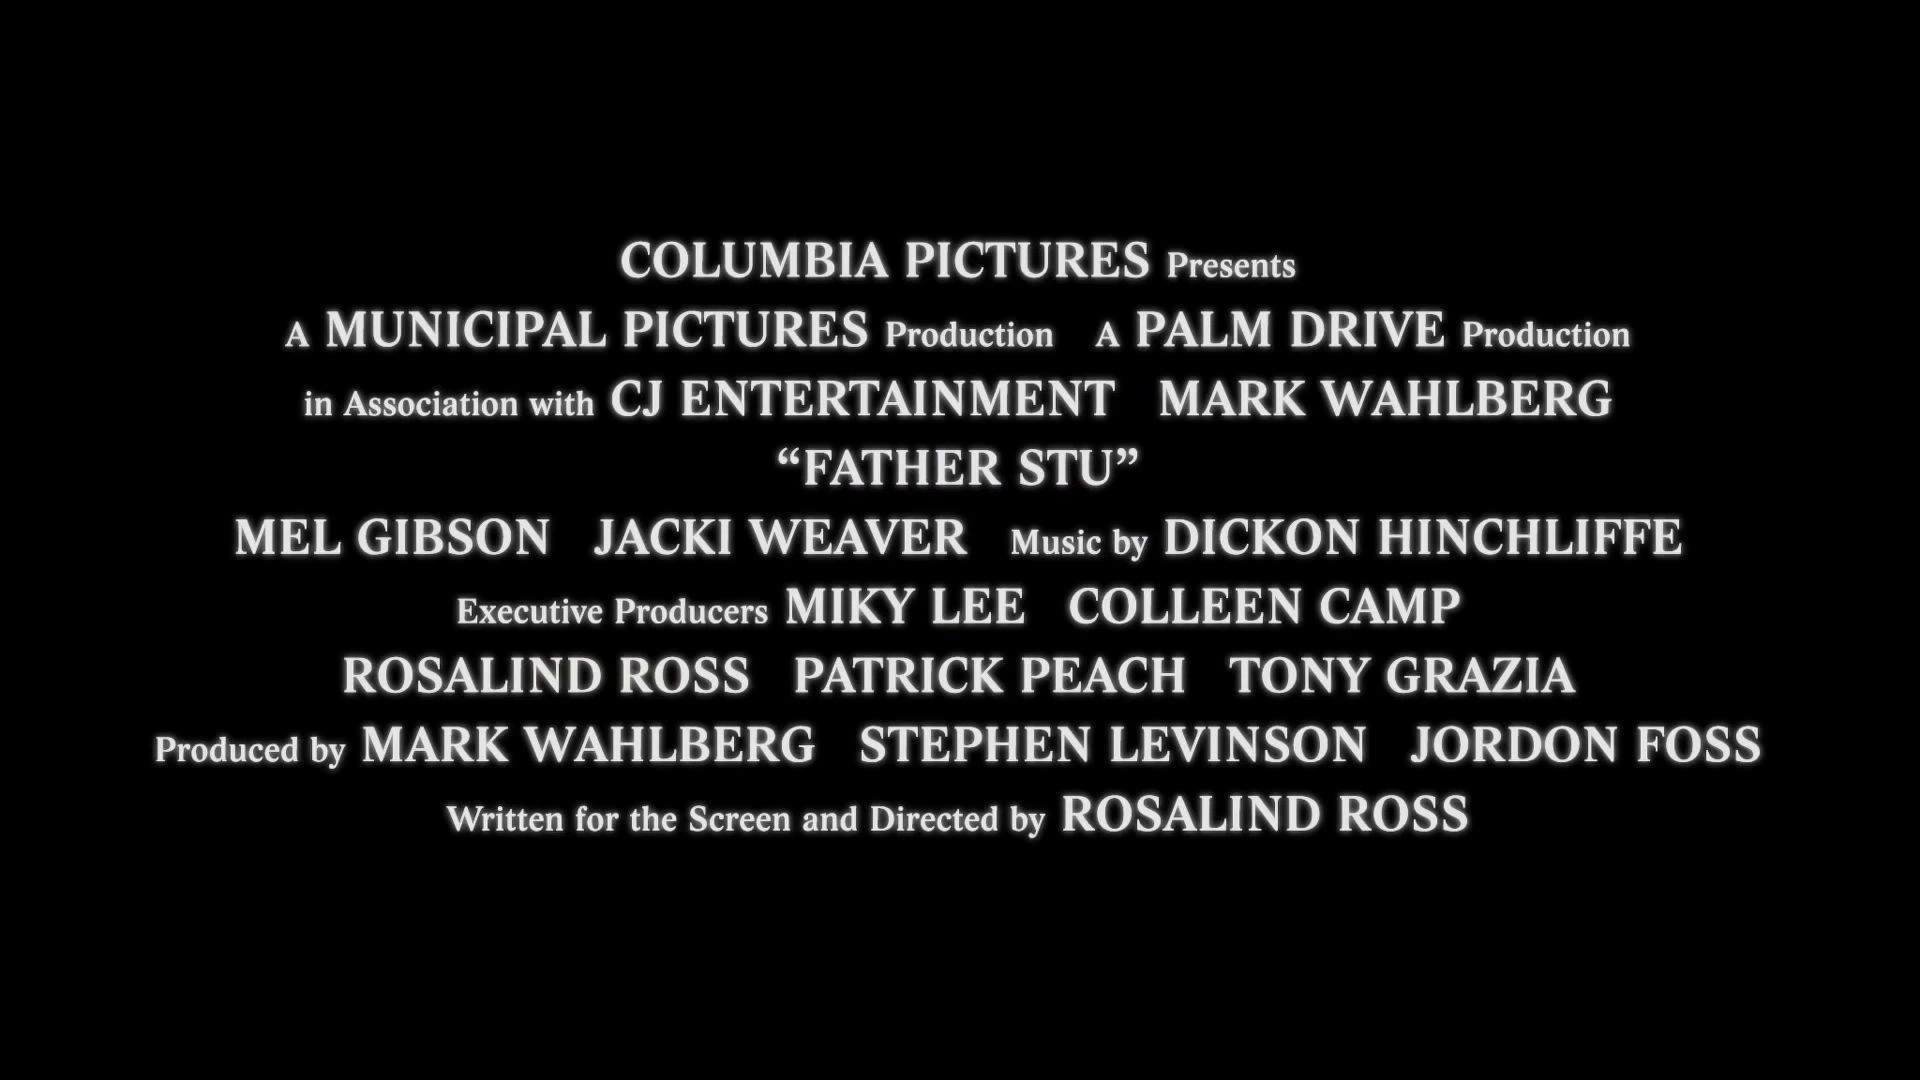 COLUMBIA PICTURES Presents
A MUNICIPAL PICTURES Production A PALM DRIVE Production
in Association with CJ ENTERTAINMENT MARK WAHLBERG
“FATHER STU”
MEL GIBSON JACKI WEAVER Music by DICKON HINCHLIFFE
Executive Producers MIKY LEE COLLEEN CAMP
ROSALIND ROSS PATRICK PEACH TONY GRAZIA
Produced by MARK WAHLBERG STEPHEN LEVINSON JORDON FOSS
Written for the Screen and Directed by ROSALIND ROSS